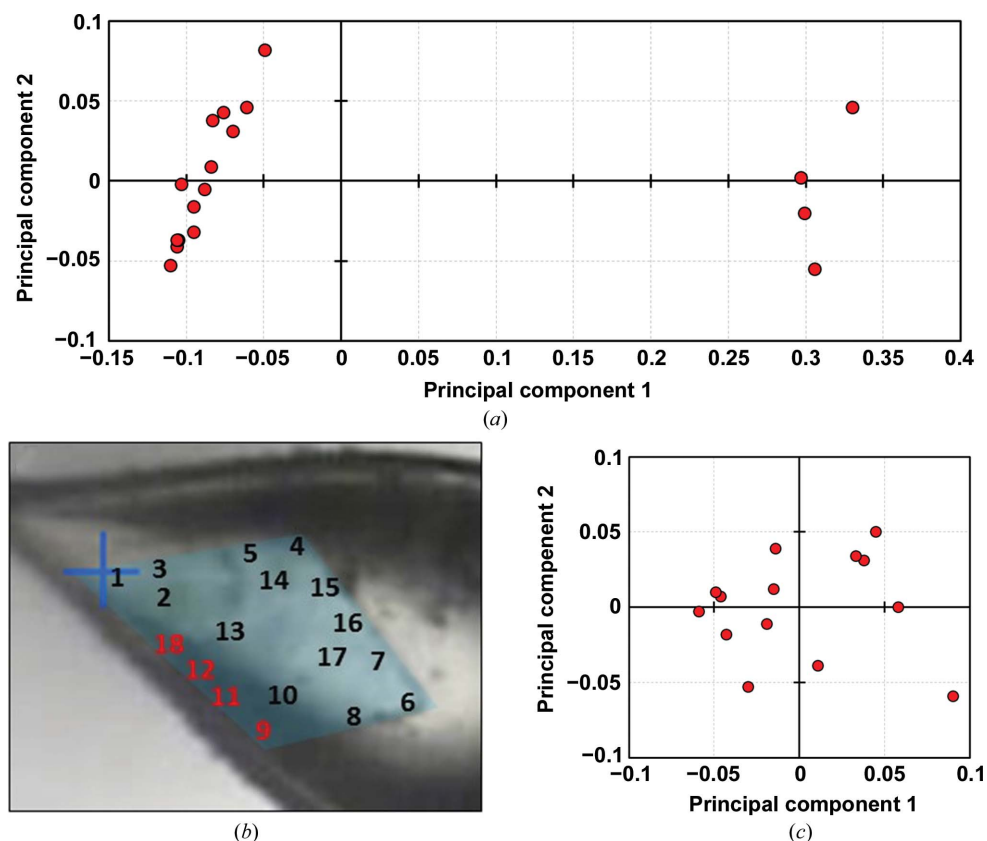 0.1
0.05
0
−0.05
−0.1
Principal component 2
−0.15 −0.1 −0.05 0 0.05 0.1 0.15 0.2 0.25 0.3 0.35 0.4
Principal component 1
(a)
1 3 2 5 4 14 15 16 13 17 7 18 12 11 10 6 8 9
(b)
0.1
0.05
0
−0.05
−0.1
Principal compenent 2
−0.1 −0.05 0 0.05 0.1
Principal component 1
(c)